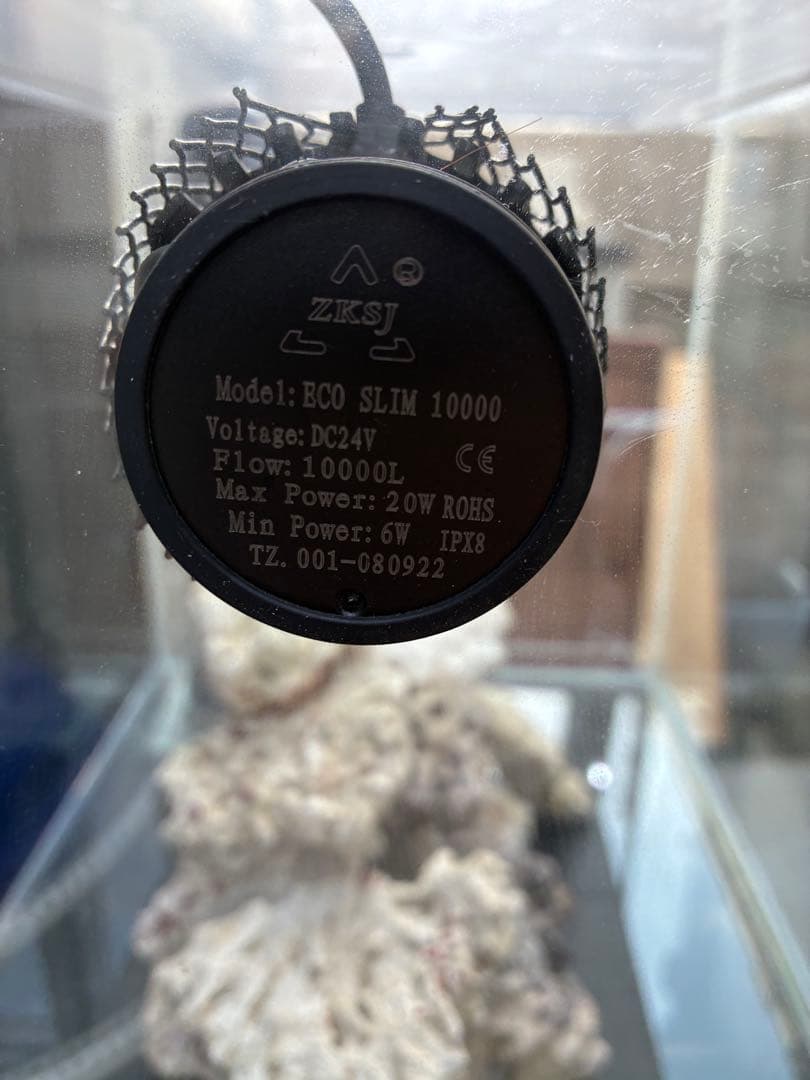 ®
ZKSJ
Model: ECO SLIM 10000
Voltage: DC24V
Flow: 10000L CE
Max Power: 20W ROHS
Min Power: 6W IPX8
TZ. 001-080922